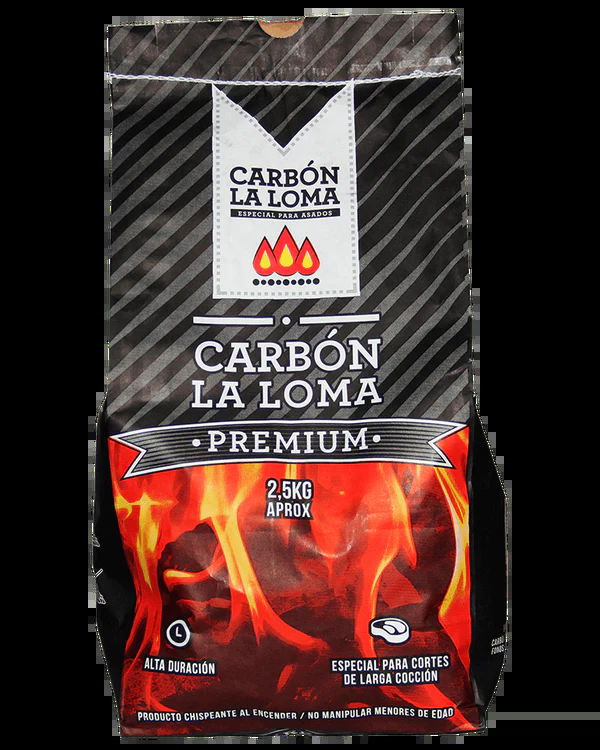 CARBÓN
LA LOMA
ESPECIAL PARA ASADOS
CARBÓN
LA LOMA
•PREMIUM•
2,5KG
APROX
L
ALTA DURACIÓN
ESPECIAL PARA CORTES
DE LARGA COCCIÓN
PRODUCTO CHISPEANTE AL ENCENDER / NO MANIPULAR MENORES DE EDAD